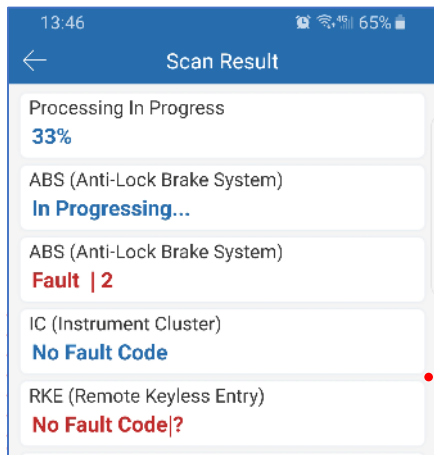 13:46 4G 65%
Scan Result
Processing In Progress
33%
ABS (Anti-Lock Brake System)
In Progressing...
ABS (Anti-Lock Brake System)
Fault | 2
IC (Instrument Cluster)
No Fault Code
RKE (Remote Keyless Entry)
No Fault Code|?